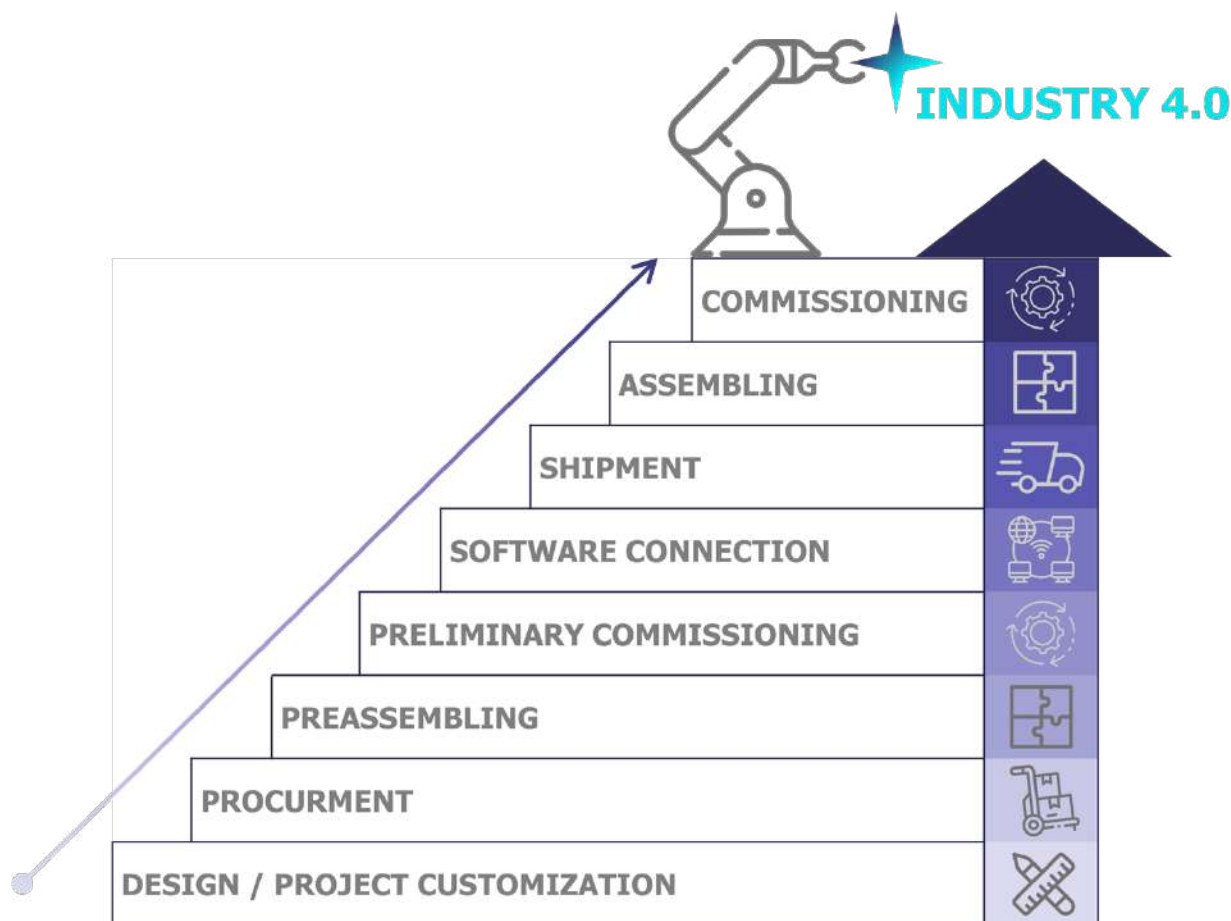 INDUSTRY 4.0
COMMISSIONING
ASSEMBLING
SHIPMENT
SOFTWARE CONNECTION
PRELIMINARY COMMISSIONING
PREASSEMBLING
PROCURMENT
DESIGN / PROJECT CUSTOMIZATION